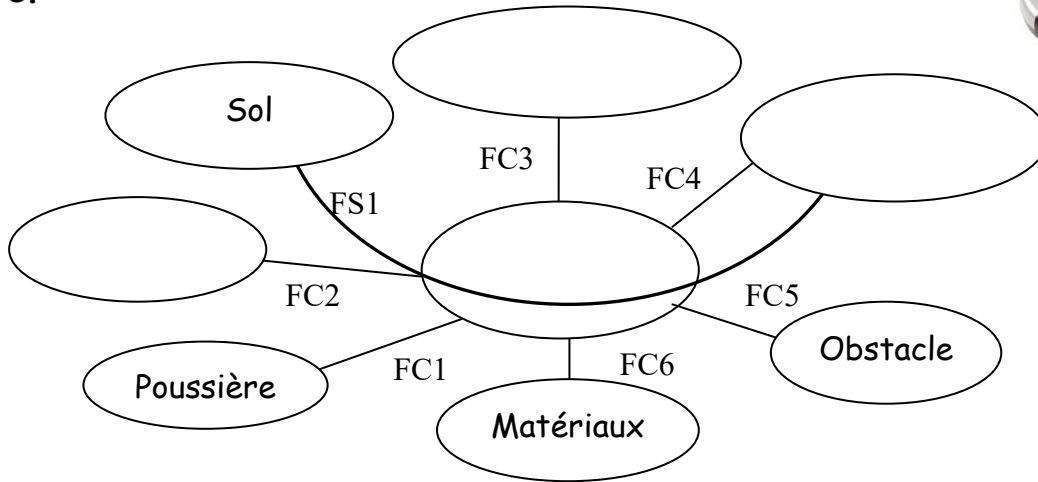 Sol
FC3
FC4
FS1
FC2
FC5
Obstacle
FC1
FC6
Poussière
Matériaux